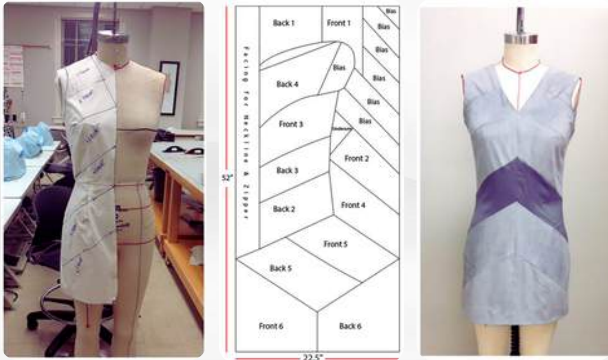 Back 1
Front 1
Bias
Bias
Bias
Bias
Back 4
Bias
Bias
Bias
Front 3
Front 2
Back 3
Back 2
Front 4
Front 5
Back 5
Front 6
Back 6
Facing for Neckline & Zipper
52"
22.5"